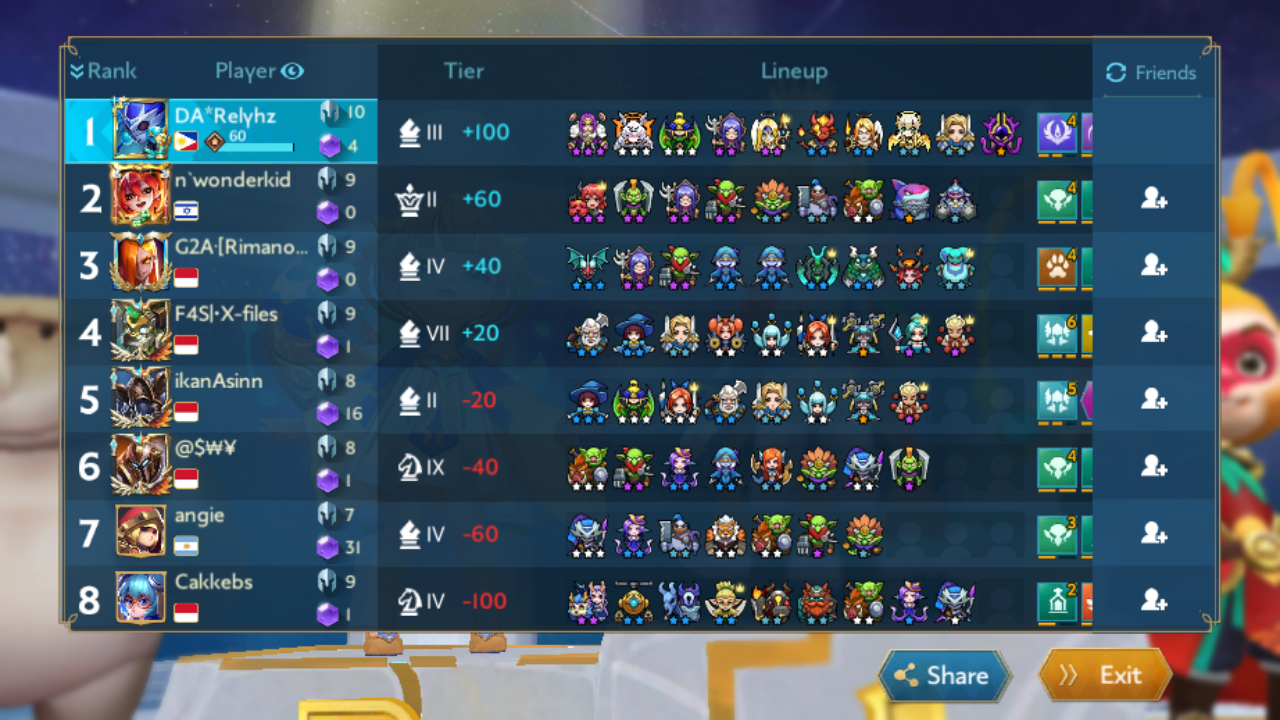 Rank Player Tier Lineup Friends
1 DA*Relyhz 60 10 4 III +100 4
2 n`wonderkid 9 0 II +60 4
3 G2A·[Rimano... 9 0 IV +40 4
4 F4S|·X-files 9 1 VII +20 6
5 ikanAsinn 8 16 II -20 5
6 @$₩¥ 8 1 IX -40 4
7 angie 7 31 IV -60 3
8 Cakkebs 9 1 IV -100 2
Share Exit